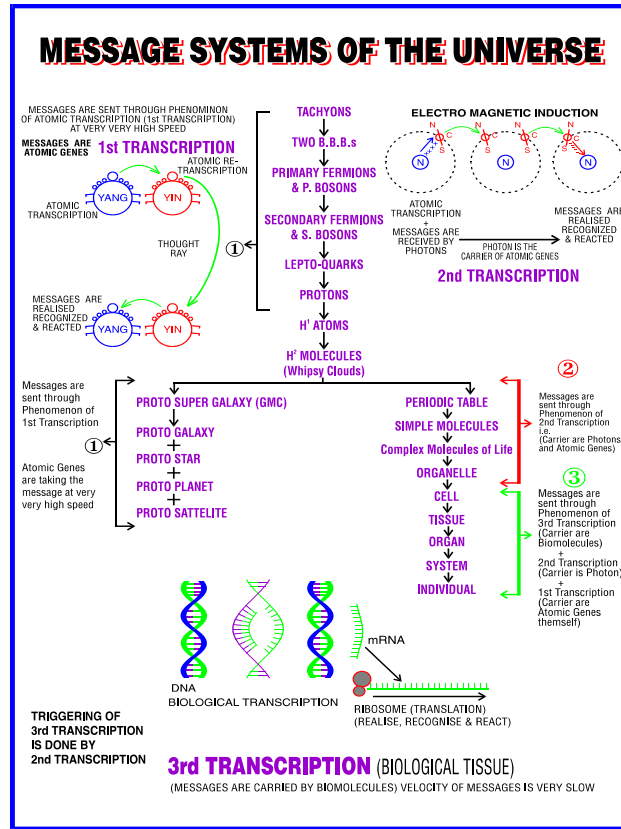 MESSAGE SYSTEMS OF THE UNIVERSE
MESSAGES ARE SENT THROUGH PHENOMINON
OF ATOMIC TRANSCRIPTION (1st TRANSCRIPTION)
AT VERY VERY HIGH SPEED
MESSAGES ARE
ATOMIC GENES
1st TRANSCRIPTION
ATOMIC RE-
TRANSCRIPTION
YANG
YIN
ATOMIC
TRANSCRIPTION
THOUGHT
RAY
MESSAGES ARE
REALISED
RECOGNIZED
& REACTED
YANG
YIN
1
TACHYONS
TWO B.B.B.s
PRIMARY FERMIONS
& P. BOSONS
SECONDARY FERMIONS
& S. BOSONS
LEPTO-QUARKS
PROTONS
H¹ ATOMS
H² MOLECULES
(Whipsy Clouds)
ELECTRO MAGNETIC INDUCTION
N C S
N C S
N C S
N C S
N
N
N
ATOMIC
TRANSCRIPTION
+
MESSAGES ARE
RECEIVED BY
PHOTONS
PHOTON IS THE
CARRIER OF ATOMIC GENES
MESSAGES ARE
REALISED
RECOGNIZED
& REACTED
2nd TRANSCRIPTION
Messages are
sent through
Phenomenon of
1st Transcription
1
Atomic Genes
are taking the
message at very
very high speed
PROTO SUPER GALAXY (GMC)
PROTO GALAXY
+
PROTO STAR
+
PROTO PLANET
+
PROTO SATTELITE
PERIODIC TABLE
SIMPLE MOLECULES
Complex Molecules of Life
ORGANELLE
CELL
TISSUE
ORGAN
SYSTEM
INDIVIDUAL
2
Messages are
sent through
Phenomenon of
2nd Transcription
i.e.
(Carrier are Photons
and Atomic Genes)
3
Messages are
sent through
Phenomenon of
3rd Transcription
(Carrier are
Biomolecules)
+
2nd Transcription
(Carrier is Photon)
+
1st Transcription
(Carrier are
Atomic Genes
themself)
DNA
BIOLOGICAL TRANSCRIPTION
mRNA
RIBOSOME (TRANSLATION)
(REALISE, RECOGNISE & REACT)
TRIGGERING OF
3rd TRANSCRIPTION
IS DONE BY
2nd TRANSCRIPTION
3rd TRANSCRIPTION (BIOLOGICAL TISSUE)
(MESSAGES ARE CARRIED BY BIOMOLECULES) VELOCITY OF MESSAGES IS VERY SLOW